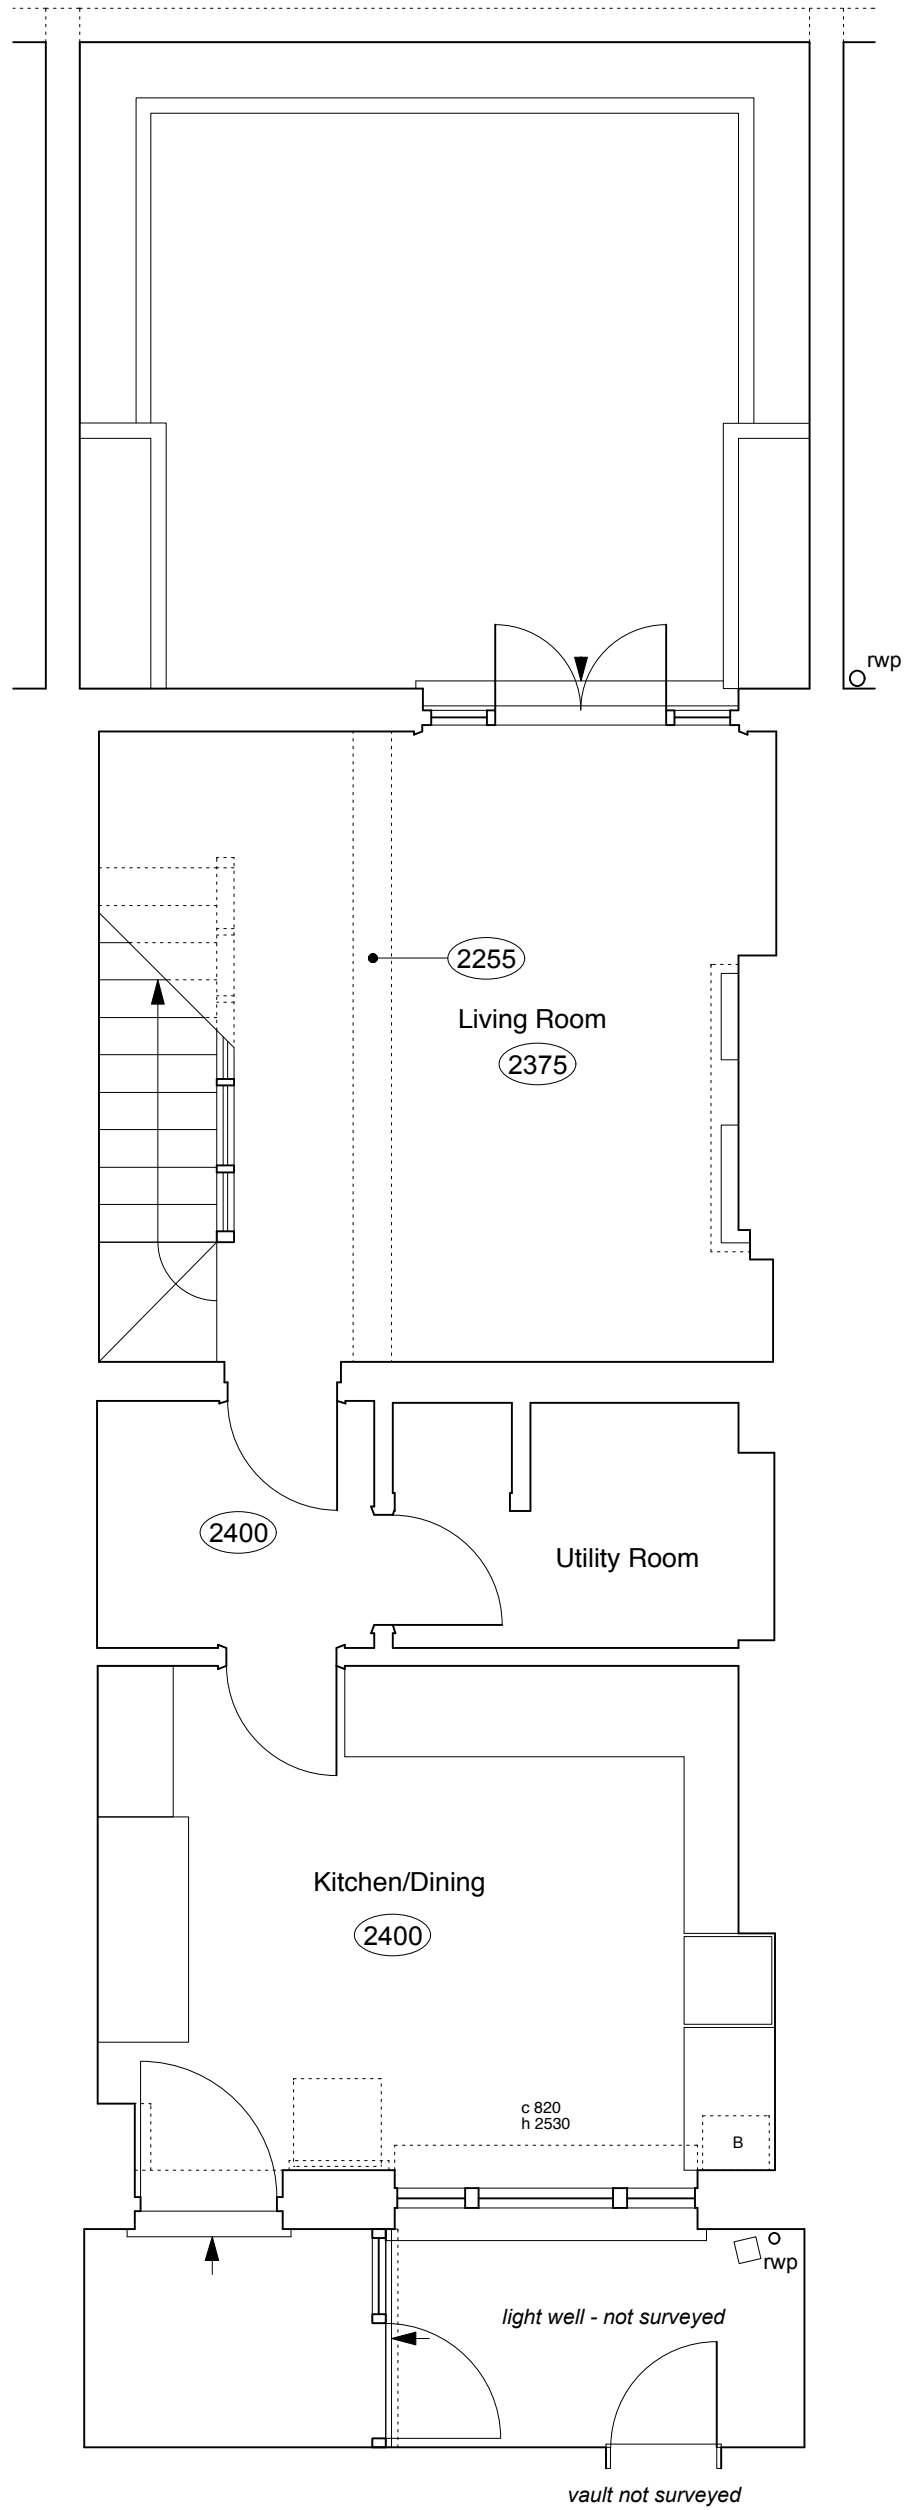 rwp
2255
Living Room
2375
2400
Utility Room
Kitchen/Dining
2400
c 820
h 2530
B
rwp
light well - not surveyed
vault not surveyed